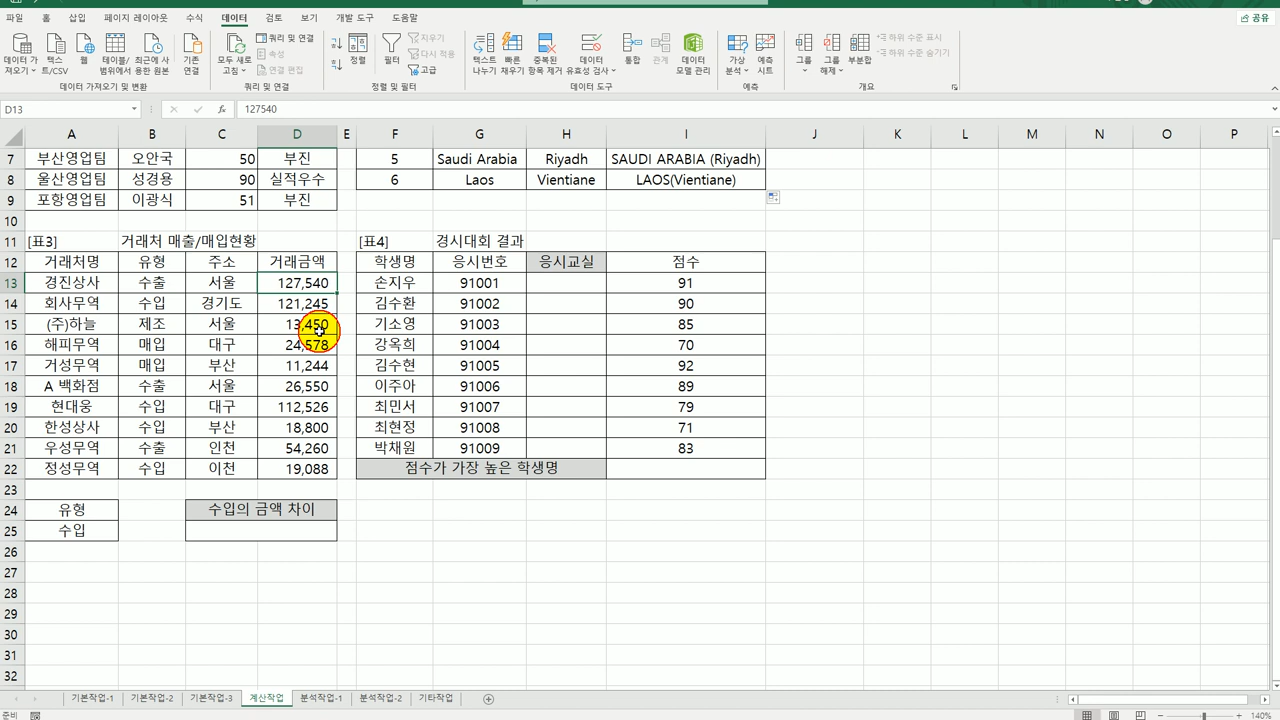 파일 홈 삽입 페이지 레이아웃 수식 데이터 검토 보기 개발 도구 도움말 공유
데이터 가져오기 텍스트/CSV 웹 테이블/범위에서 최근에 사용한 원본 기존 연결 모두 새로 고침 쿼리 및 연결 속성 연결 편집 정렬 필터 지우기 다시 적용 고급 텍스트 나누기 빠른 채우기 중복된 항목 제거 데이터 유효성 검사 통합 관계 데이터 모델 관리 가상 분석 예측 시트 그룹 그룹 해제 부분합 하위 수준 표시 하위 수준 숨기기
데이터 가져오기 및 변환 쿼리 및 연결 정렬 및 필터 데이터 도구 예측 개요
D13 fx 127540
A B C D E F G H I J K L M N O P
7 부산영업팀 오안국 50 부진 5 Saudi Arabia Riyadh SAUDI ARABIA (Riyadh)
8 울산영업팀 성경용 90 실적우수 6 Laos Vientiane LAOS(Vientiane)
9 포항영업팀 이광식 51 부진
10
11 [표3] 거래처 매출/매입현황 [표4] 경시대회 결과
12 거래처명 유형 주소 거래금액 학생명 응시번호 응시교실 점수
13 경진상사 수출 서울 127,540 손지우 91001 91
14 회사무역 수입 경기도 121,245 김수환 91002 90
15 (주)하늘 제조 서울 13,450 기소영 91003 85
16 해피무역 매입 대구 24,578 강옥희 91004 70
17 거성무역 매입 부산 11,244 김수현 91005 92
18 A 백화점 수출 서울 26,550 이주아 91006 89
19 현대웅 수입 대구 112,526 최민서 91007 79
20 한성상사 수입 부산 18,800 최현정 91008 71
21 우성무역 수출 인천 54,260 박채원 91009 83
22 정성무역 수입 이천 19,088 점수가 가장 높은 학생명
23
24 유형 수입의 금액 차이
25 수입
26
27
28
29
30
31
32
기본작업-1 기본작업-2 기본작업-3 계산작업 분석작업-1 분석작업-2 기타작업
준비 140%